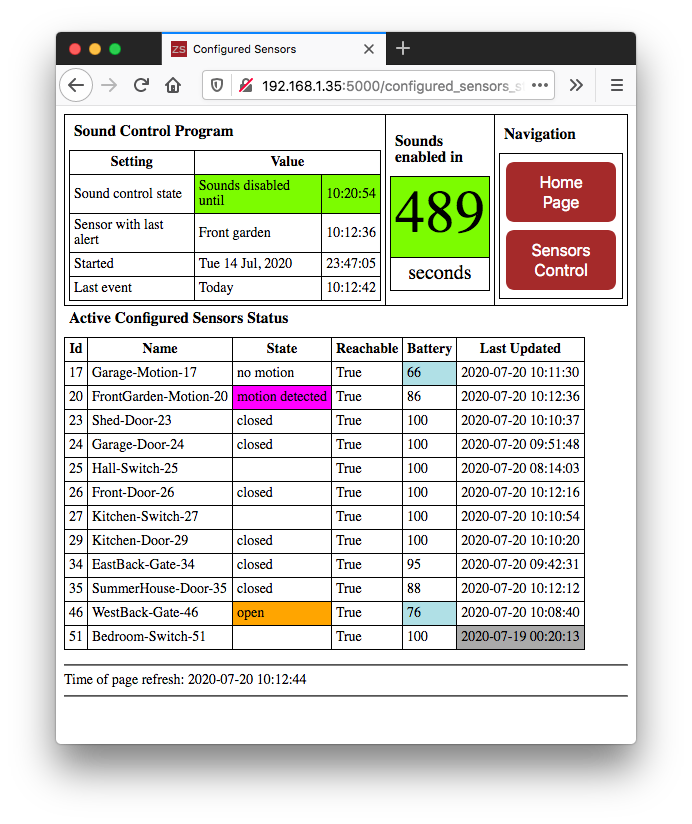 ZS Configured Sensors
192.168.1.35:5000/configured_sensors_s
Sound Control Program
Setting Value
Sound control state Sounds disabled until 10:20:54
Sensor with last alert Front garden 10:12:36
Started Tue 14 Jul, 2020 23:47:05
Last event Today 10:12:42
Sounds
enabled in
489
seconds
Navigation
Home
Page
Sensors
Control
Active Configured Sensors Status
Id Name State Reachable Battery Last Updated
17 Garage-Motion-17 no motion True 66 2020-07-20 10:11:30
20 FrontGarden-Motion-20 motion detected True 86 2020-07-20 10:12:36
23 Shed-Door-23 closed True 100 2020-07-20 10:10:37
24 Garage-Door-24 closed True 100 2020-07-20 09:51:48
25 Hall-Switch-25 True 100 2020-07-20 08:14:03
26 Front-Door-26 closed True 100 2020-07-20 10:12:16
27 Kitchen-Switch-27 True 100 2020-07-20 10:10:54
29 Kitchen-Door-29 closed True 100 2020-07-20 10:10:20
34 EastBack-Gate-34 closed True 95 2020-07-20 09:42:31
35 SummerHouse-Door-35 closed True 88 2020-07-20 10:12:12
46 WestBack-Gate-46 open True 76 2020-07-20 10:08:40
51 Bedroom-Switch-51 True 100 2020-07-19 00:20:13
Time of page refresh: 2020-07-20 10:12:44